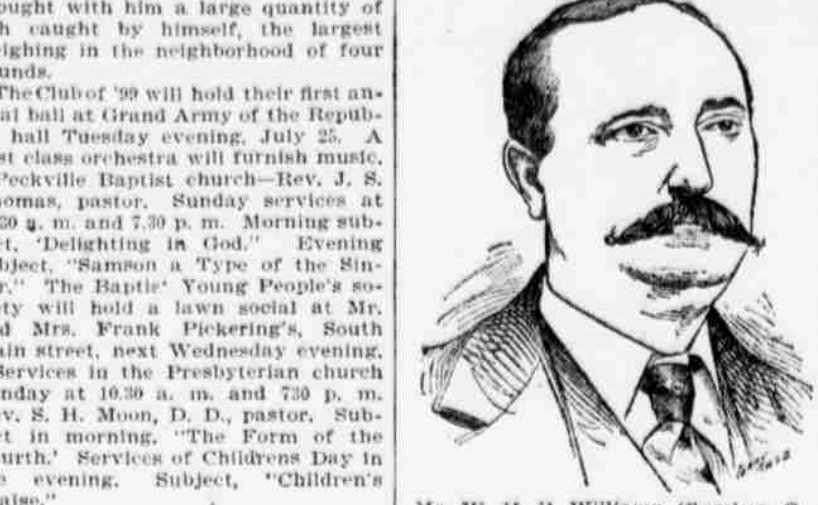 ought with him a large quantity of
h caught by himself, the largest
ighing in the neighborhood of four
unds.
The Club of '99 will hold their first an-
al ball at Grand Army of the Repub-
hall Tuesday evening, July 25. A
st class orchestra will furnish music.
Peckville Baptist church—Rev. J. S.
omas, pastor. Sunday services at
30 a. m. and 7.30 p. m. Morning sub-
t, 'Delighting in God." Evening
bject, "Samson a Type of the Sin-
r." The Baptis' Young People's so-
ty will hold a lawn social at Mr.
d Mrs. Frank Pickering's, South
ain street, next Wednesday evening.
Services in the Presbyterian church
nday at 10.30 a. m. and 730 p. m.
v. S. H. Moon, D. D., pastor. Sub-
t in morning, "The Form of the
urth.' Services of Childrens Day in
e evening. Subject, "Children's
aise."